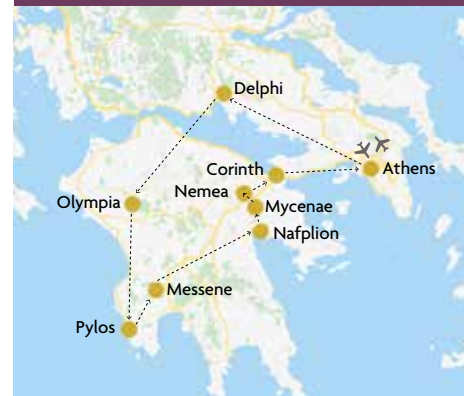 Delphi
Corinth
Athens
Nemea
Olympia
Mycenae
Nafplion
Messene
Pylos